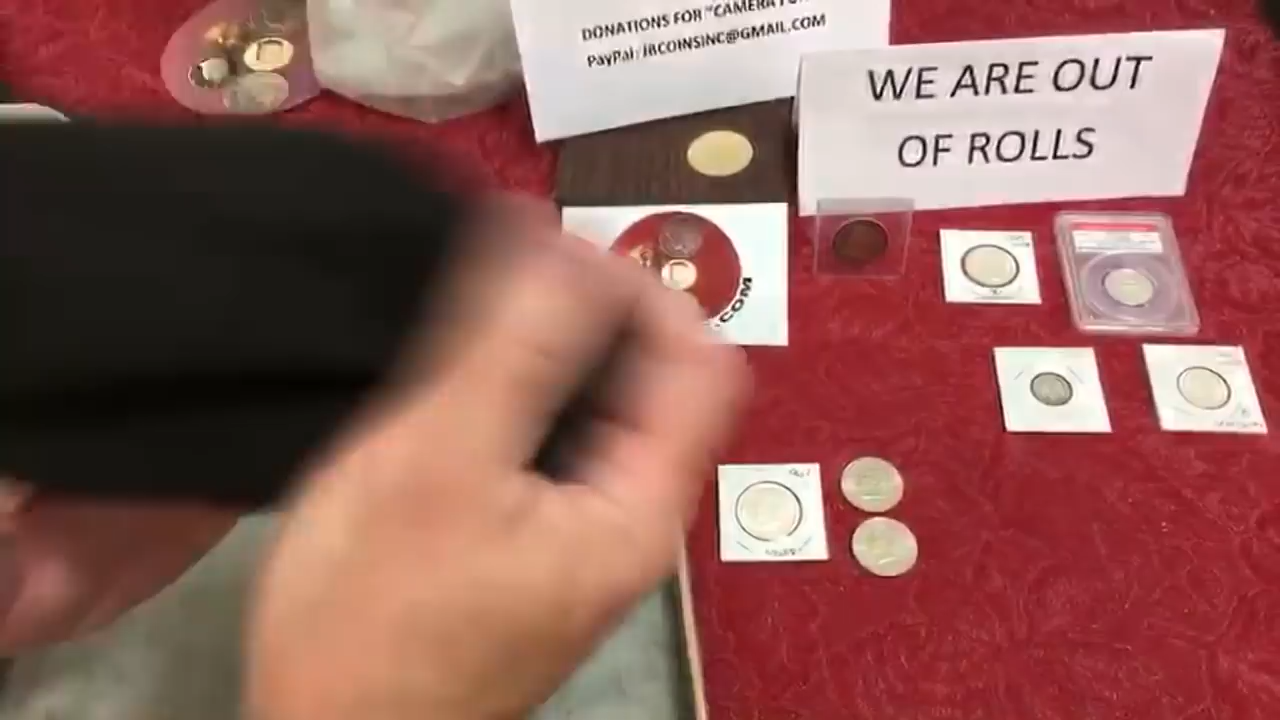 DONATIONS FOR "CAMERA
PayPal: JBCOINSINC@GMAIL.COM
WE ARE OUT
OF ROLLS
.COM